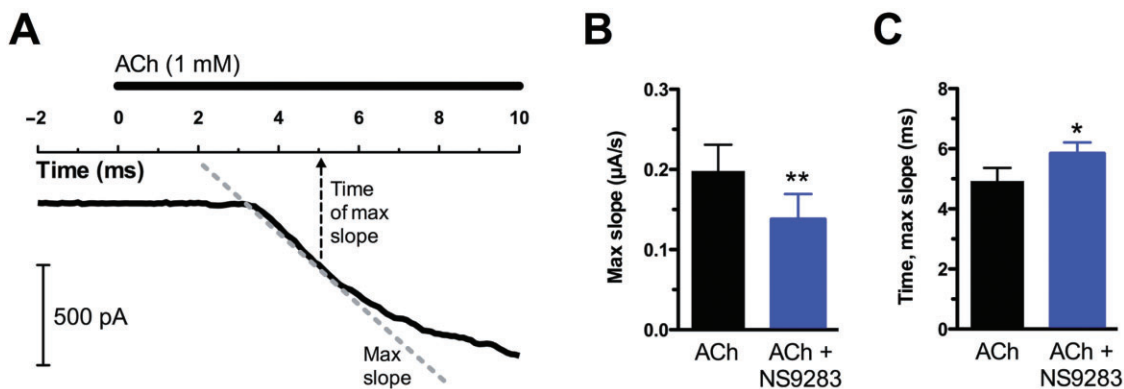 A
ACh (1 mM)
−2 0 2 4 6 8 10
Time (ms)
Time
of max
slope
500 pA
Max
slope
B
Max slope (µA/s)
0.3
0.2
0.1
0.0
**
ACh
ACh +
NS9283
C
Time, max slope (ms)
8
6
4
2
0
*
ACh
ACh +
NS9283